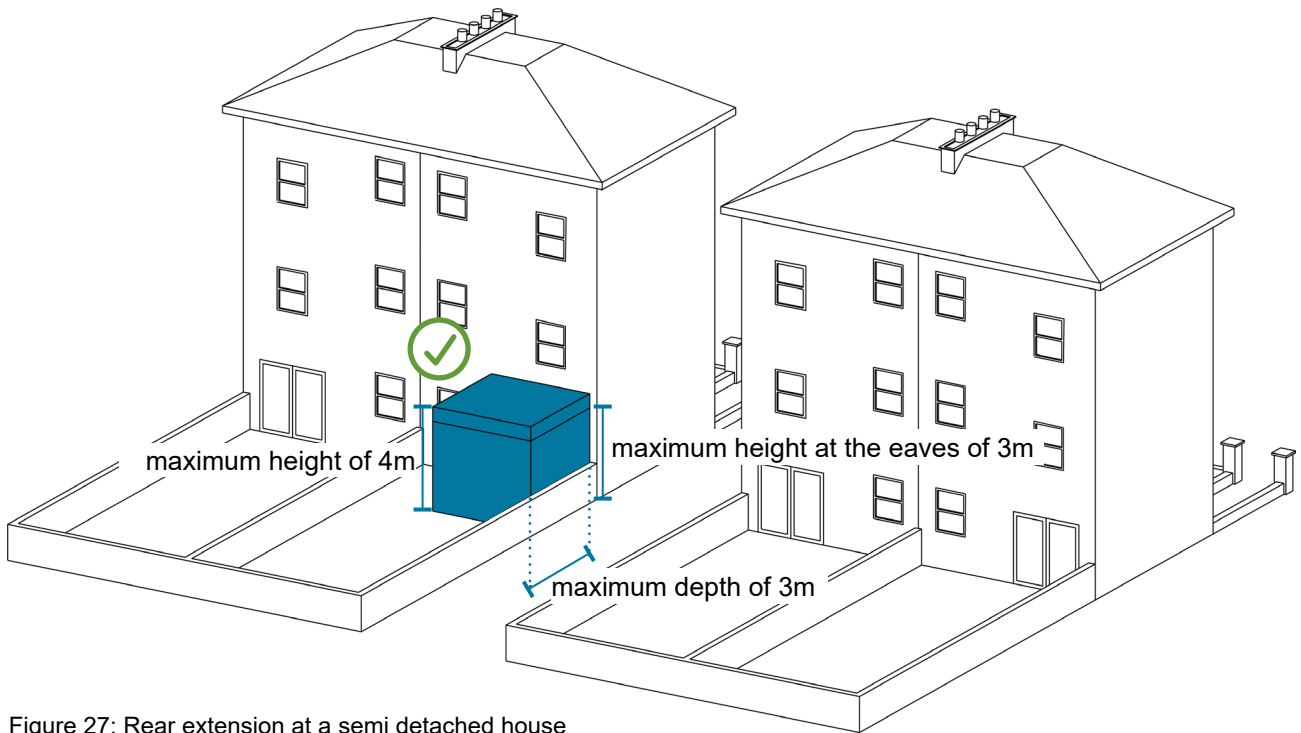 maximum height of 4m
maximum height at the eaves of 3m
maximum depth of 3m
Figure 27: Rear extension at a semi detached house